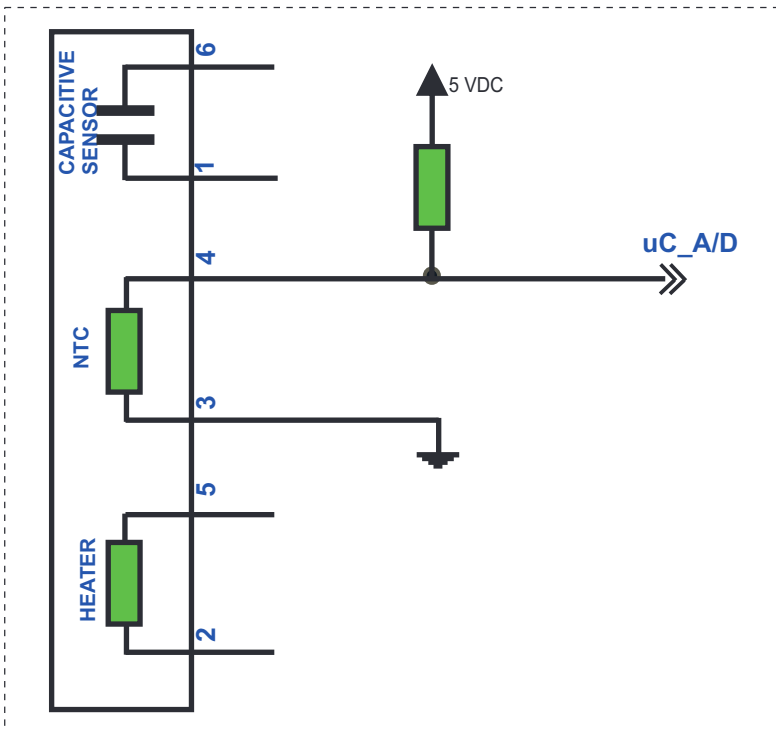 CAPACITIVE
SENSOR
6
1
5 VDC
4
uC_A/D
NTC
3
5
HEATER
2